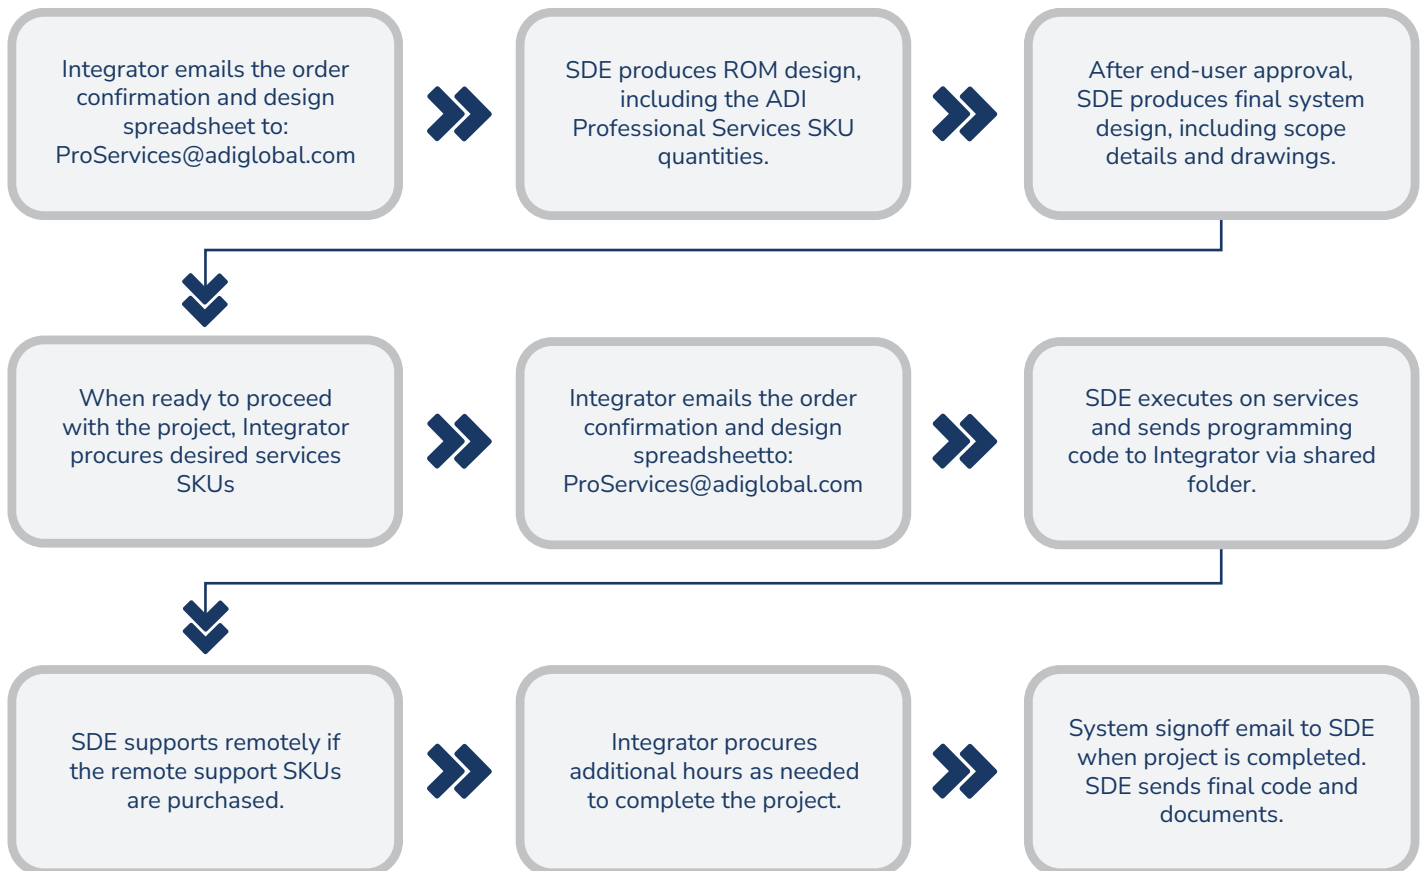 Integrator emails the order
confirmation and design
spreadsheet to:
ProServices@adiglobal.com
SDE produces ROM design,
including the ADI
Professional Services SKU
quantities.
After end-user approval,
SDE produces final system
design, including scope
details and drawings.
When ready to proceed
with the project, Integrator
procures desired services
SKUs
Integrator emails the order
confirmation and design
spreadsheetto:
ProServices@adiglobal.com
SDE executes on services
and sends programming
code to Integrator via shared
folder.
SDE supports remotely if
the remote support SKUs
are purchased.
Integrator procures
additional hours as needed
to complete the project.
System signoff email to SDE
when project is completed.
SDE sends final code and
documents.